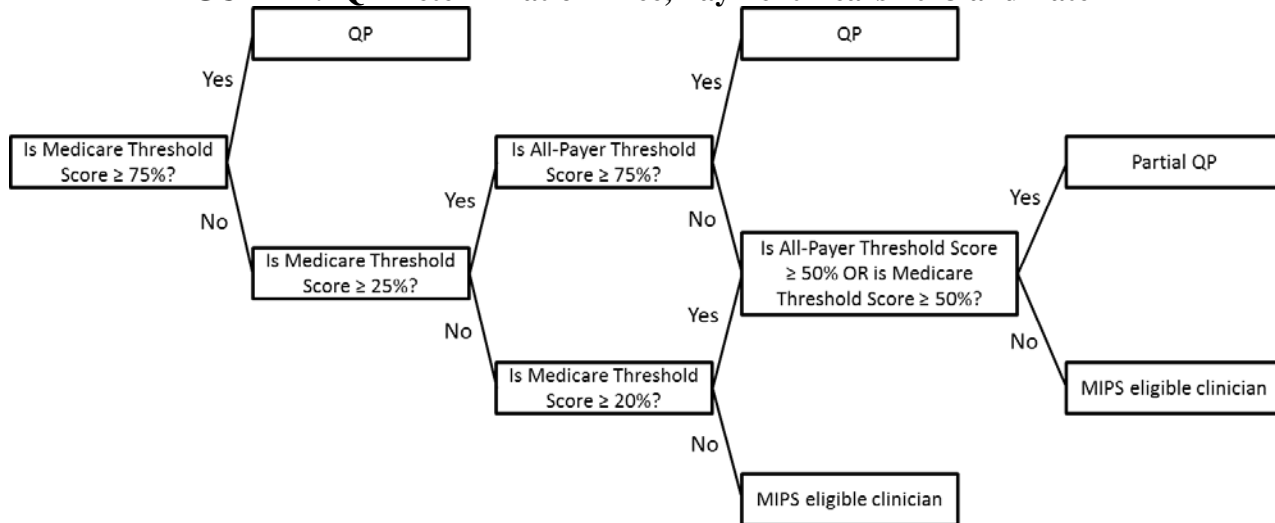 QP
QP
Yes
Yes
Is Medicare Threshold
Score ≥ 75%?
Is All-Payer Threshold
Score ≥ 75%?
Partial QP
Yes
Yes
No
No
Is Medicare Threshold
Score ≥ 25%?
Is All-Payer Threshold Score
≥ 50% OR is Medicare
Threshold Score ≥ 50%?
No
Yes
No
Is Medicare Threshold
Score ≥ 20%?
MIPS eligible clinician
No
MIPS eligible clinician